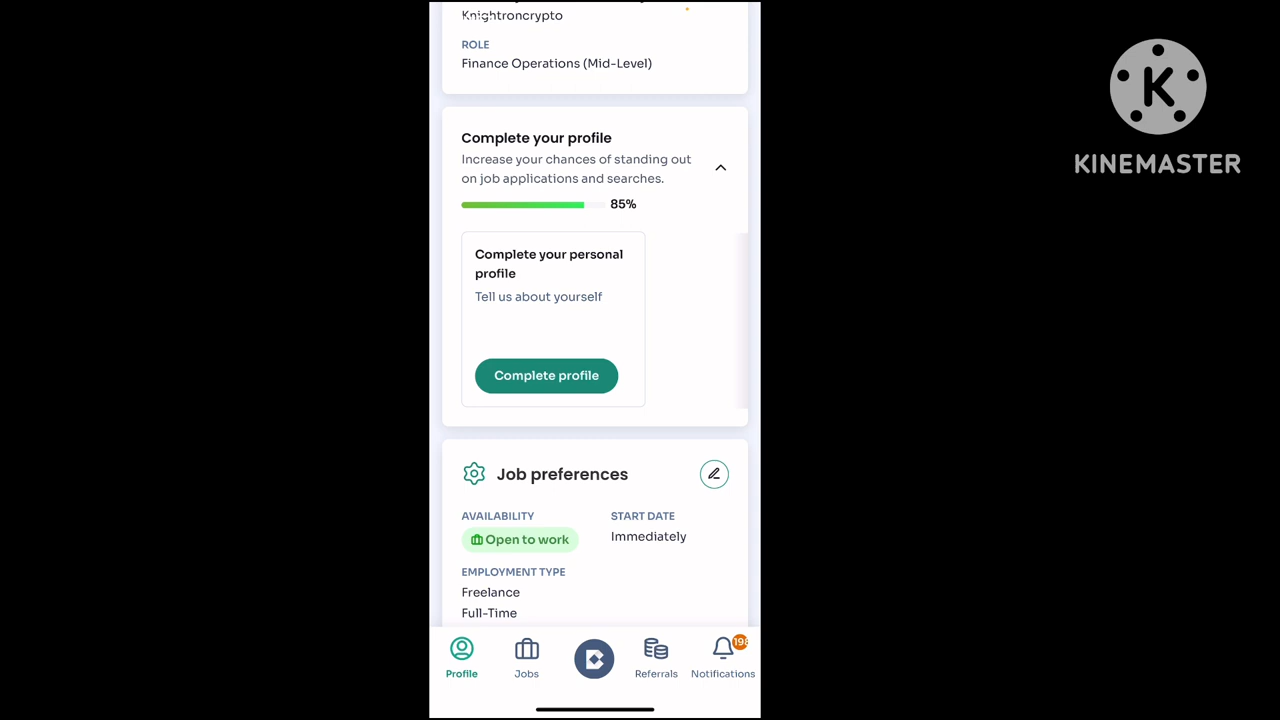 Knightroncrypto
ROLE
Finance Operations (Mid-Level)
Complete your profile
Increase your chances of standing out
on job applications and searches.
85%
Complete your personal
profile
Tell us about yourself
Complete profile
Job preferences
AVAILABILITY
START DATE
Open to work
Immediately
EMPLOYMENT TYPE
Freelance
Full-Time
Profile
Jobs
Referrals
Notifications
K
KINEMASTER